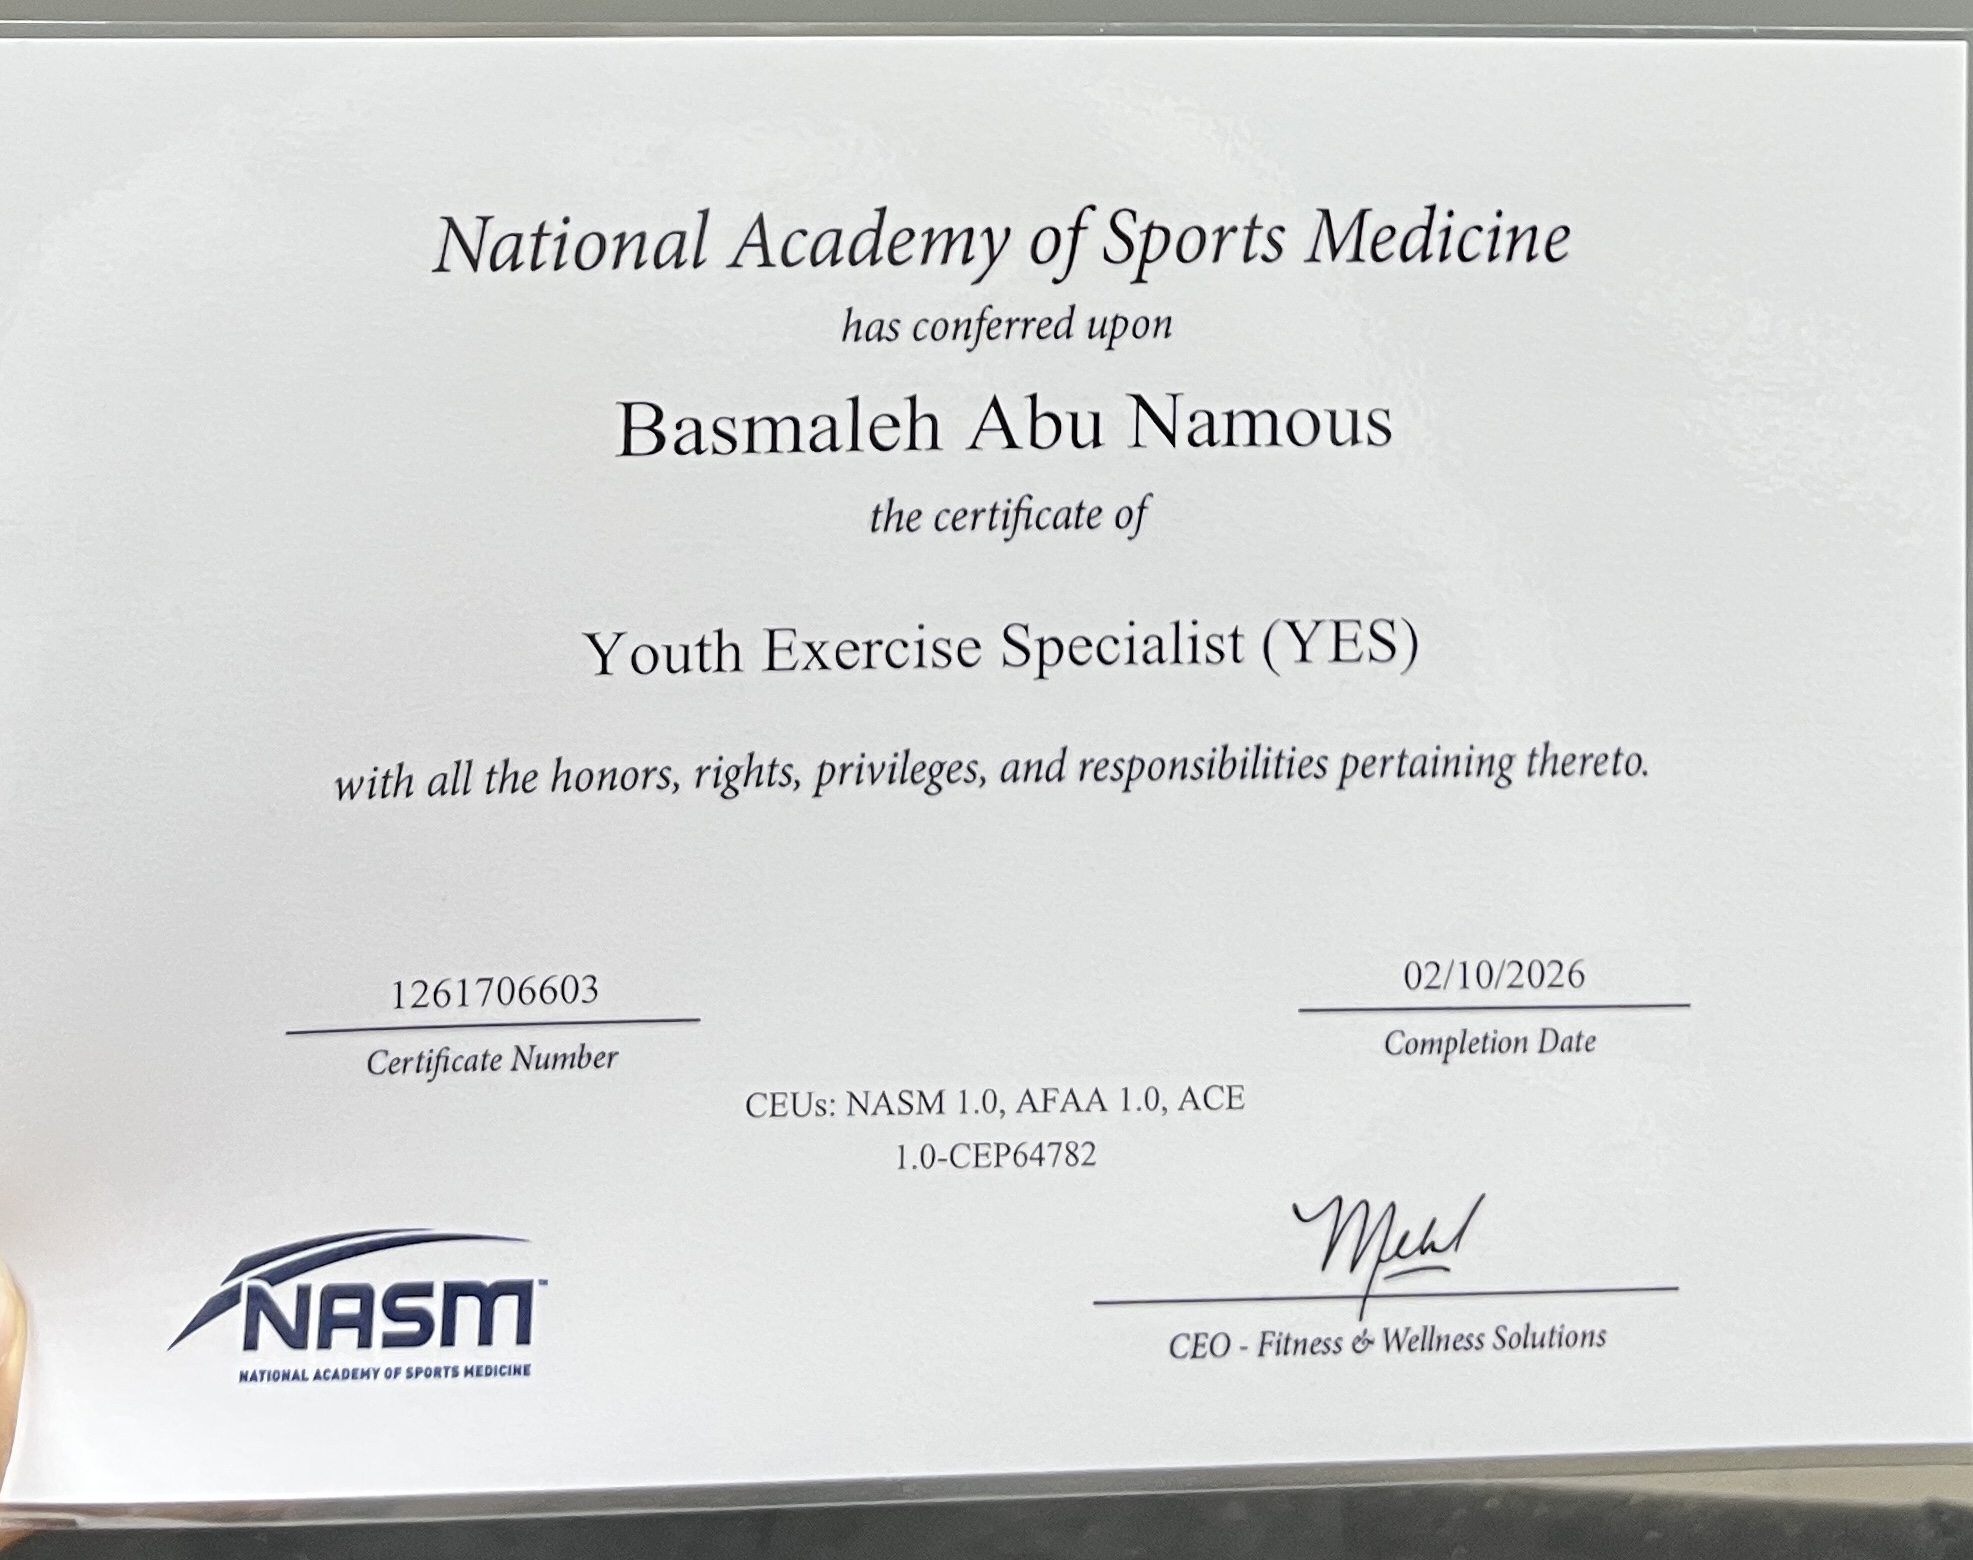 National Academy of Sports Medicine
has conferred upon
Basmaleh Abu Namous
the certificate of
Youth Exercise Specialist (YES)
with all the honors, rights, privileges, and responsibilities pertaining thereto.
1261706603
Certificate Number
02/10/2026
Completion Date
CEUs: NASM 1.0, AFAA 1.0, ACE
1.0-CEP64782
NASM™
NATIONAL ACADEMY OF SPORTS MEDICINE
CEO - Fitness & Wellness Solutions